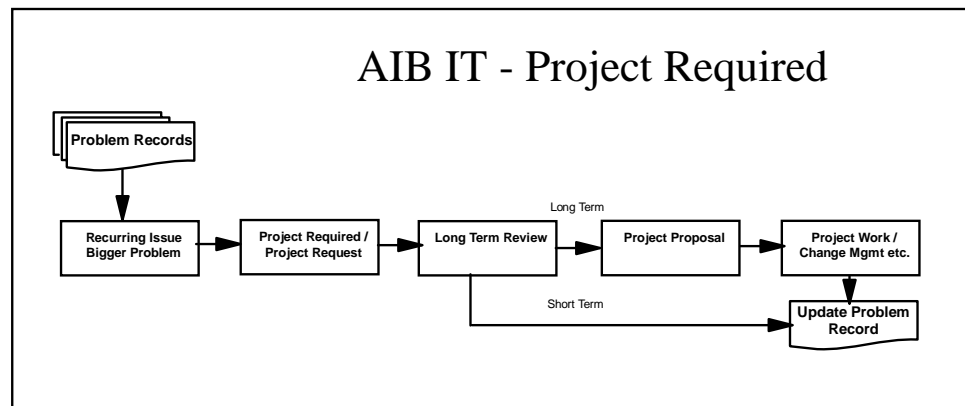 AIB IT - Project Required
Problem Records
Recurring Issue
Bigger Problem
Project Required /
Project Request
Long Term Review
Long Term
Project Proposal
Project Work /
Change Mgmt etc.
Short Term
Update Problem
Record